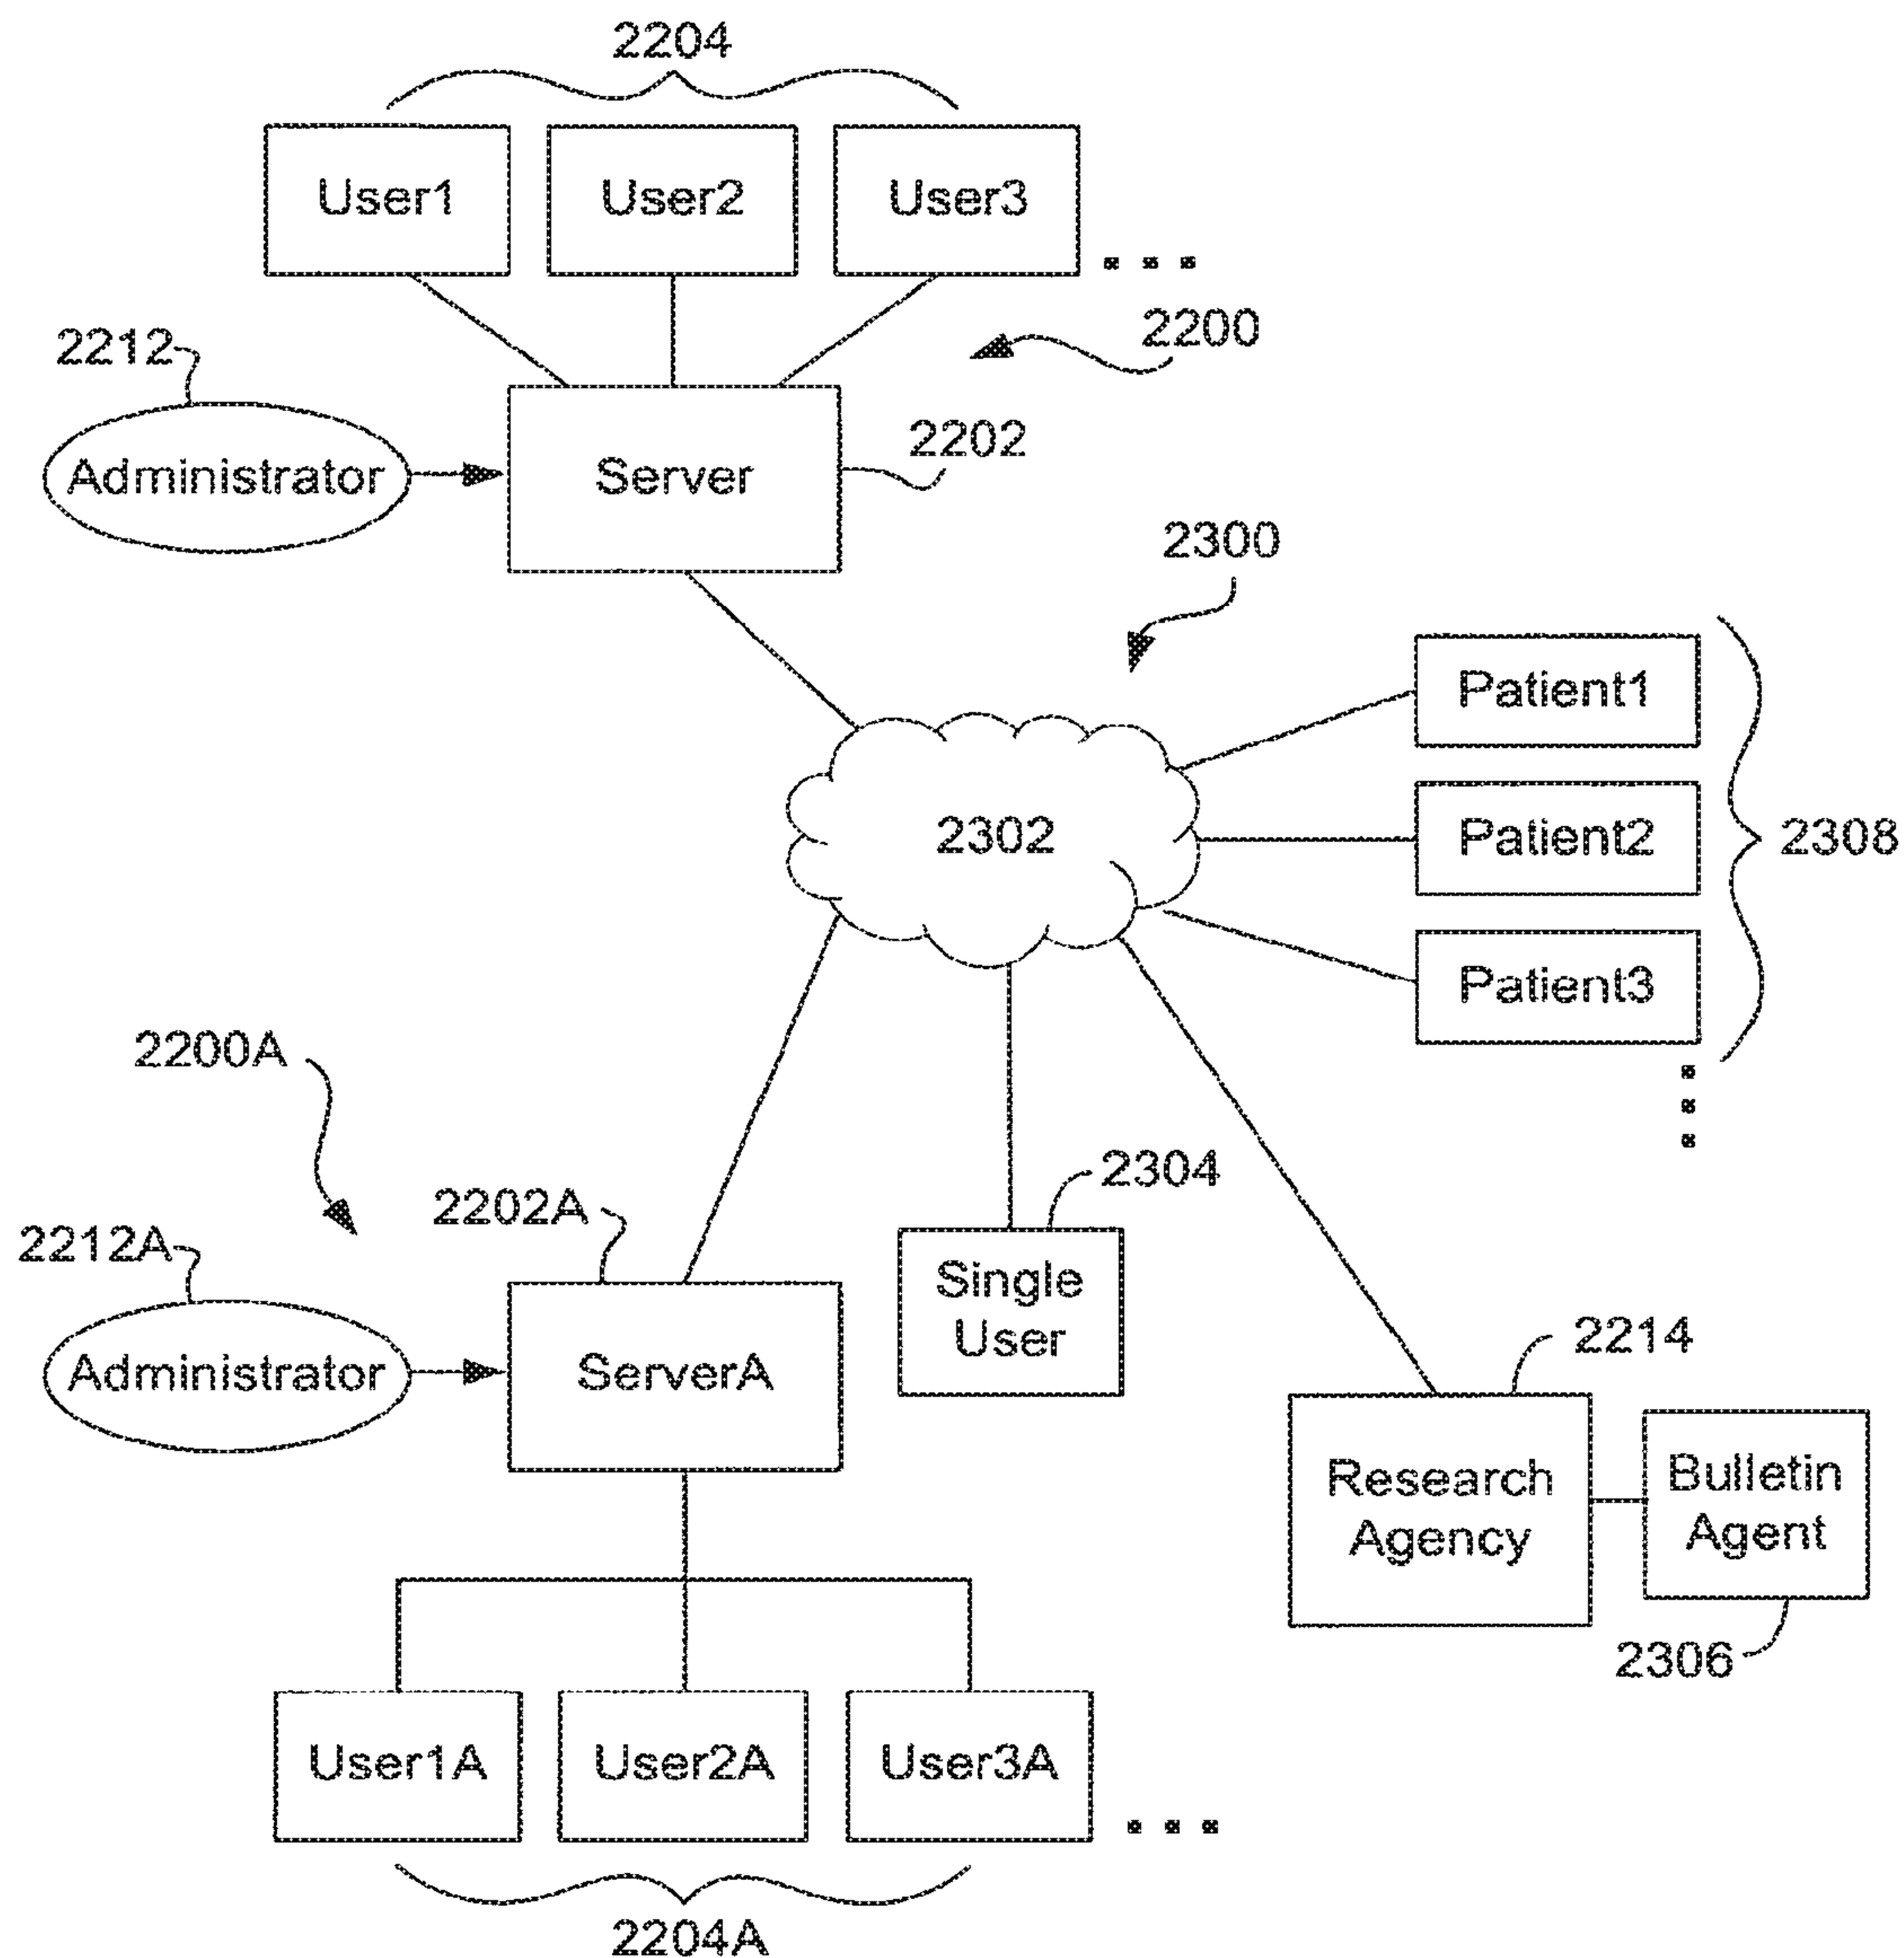 2204
User1
User2
User3
...
2200
2212
2202
Administrator
Server
2300
Patient1
2302
Patient2
2308
Patient3
2200A
2304
2202A
2212A
Single
User
2214
Administrator
ServerA
Research
Agency
Bulletin
Agent
2306
User1A
User2A
User3A
...
2204A